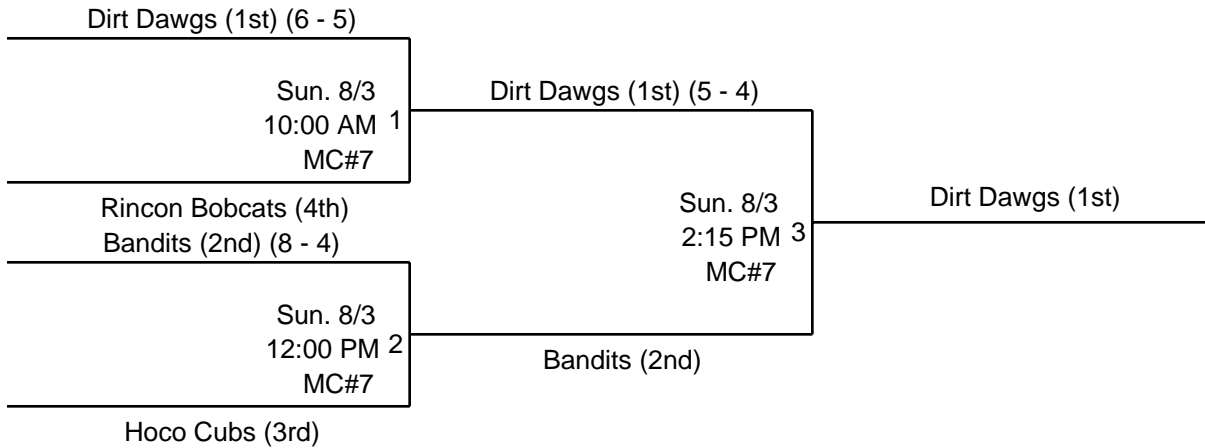 Dirt Dawgs (1st) (6 - 5)
Sun. 8/3
10:00 AM 1
MC#7
Rincon Bobcats (4th)
Bandits (2nd) (8 - 4)
Sun. 8/3
12:00 PM 2
MC#7
Hoco Cubs (3rd)
Dirt Dawgs (1st) (5 - 4)
Sun. 8/3
2:15 PM 3
MC#7
Bandits (2nd)
Dirt Dawgs (1st)